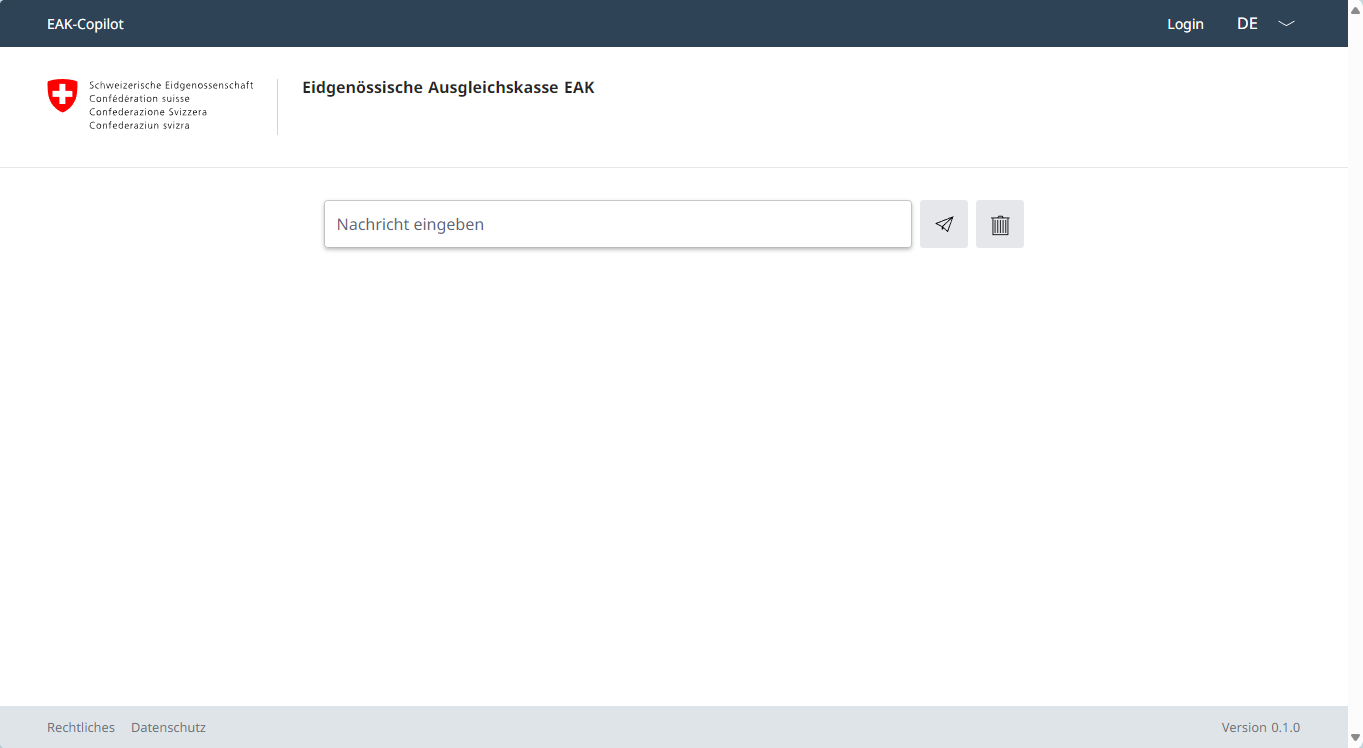 EAK-Copilot
Login
DE
Schweizerische Eidgenossenschaft
Confédération suisse
Confederazione Svizzera
Confederaziun svizra
Eidgenössische Ausgleichskasse EAK
Nachricht eingeben
Rechtliches
Datenschutz
Version 0.1.0